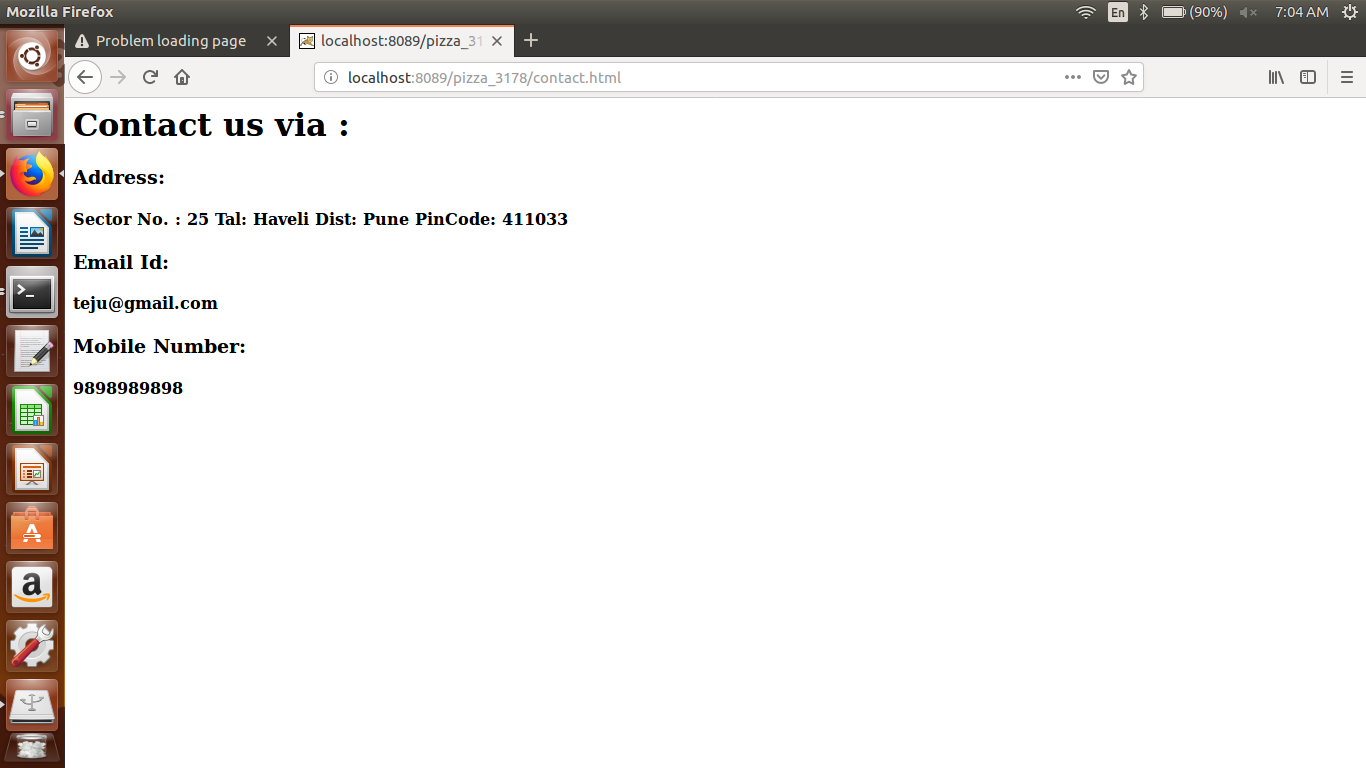 Mozilla Firefox
En
(90%)
7:04 AM
Problem loading page
localhost:8089/pizza_31
localhost:8089/pizza_3178/contact.html
Contact us via :
Address:
Sector No. : 25 Tal: Haveli Dist: Pune PinCode: 411033
Email Id:
teju@gmail.com
Mobile Number:
9898989898